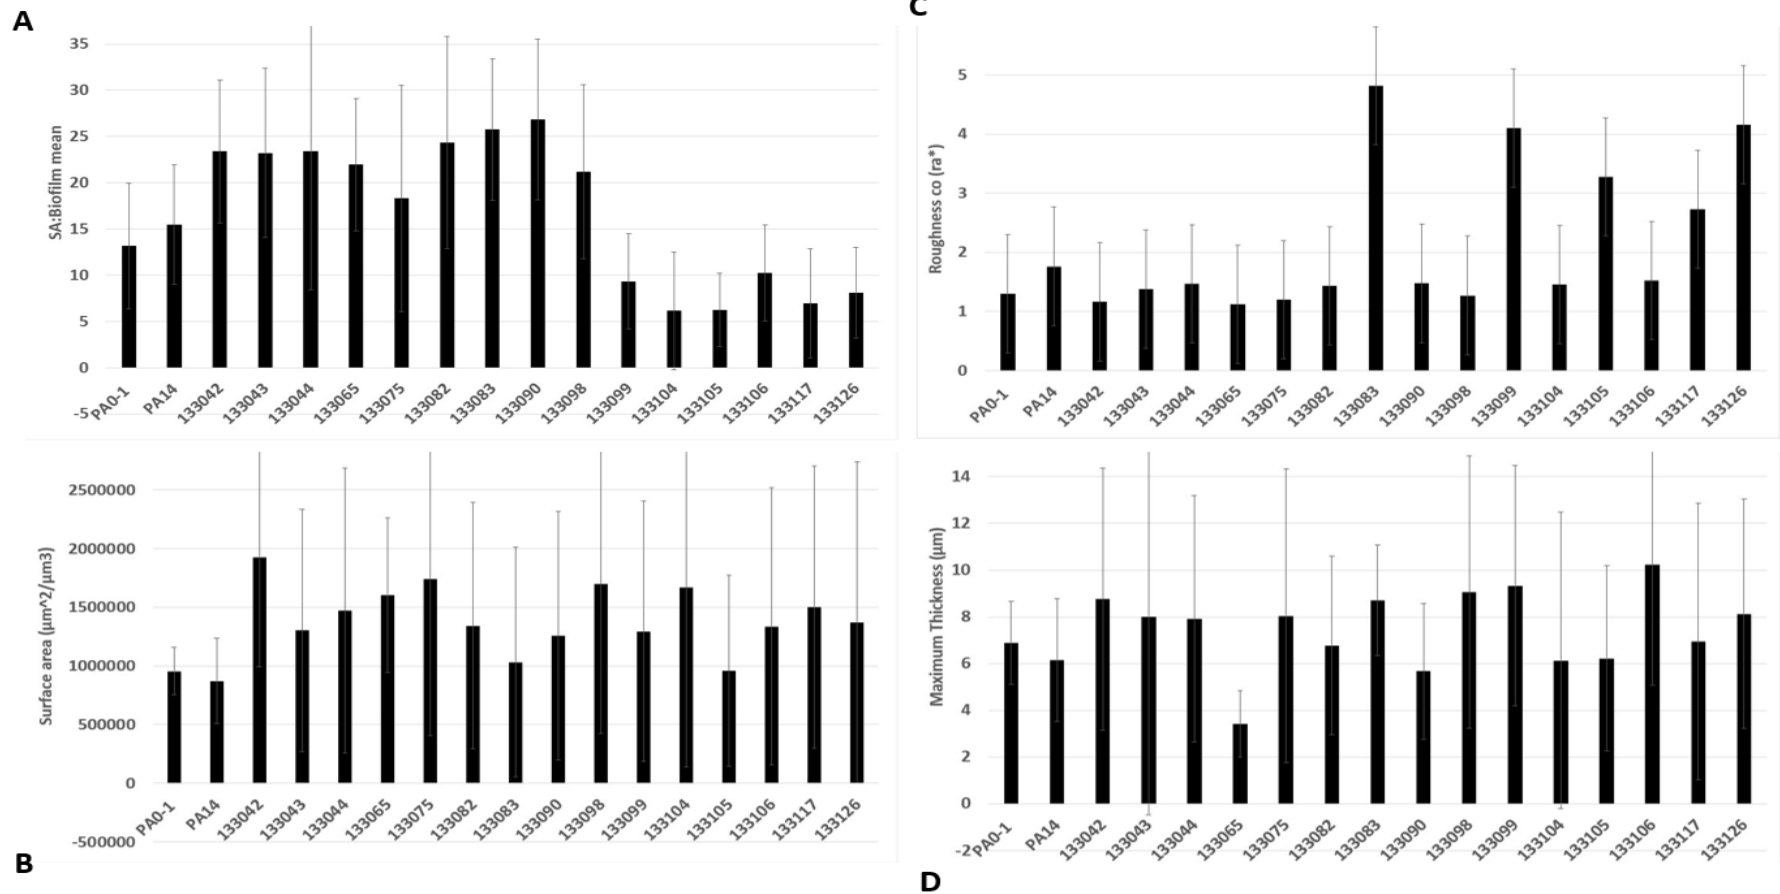 A
35
30
25
20
15
10
5
0
-5
SA:Biofilm mean
PA0-1 PA14 133042 133043 133044 133065 133075 133082 133083 133090 133098 133099 133104 133105 133106 133117 133126
C
5
4
3
2
1
0
Roughness co (ra*)
PA0-1 PA14 133042 133043 133044 133065 133075 133082 133083 133090 133098 133099 133104 133105 133106 133117 133126
2500000
2000000
1500000
1000000
500000
0
-500000
Surface area (µm^2/µm3)
PA0-1 PA14 133042 133043 133044 133065 133075 133082 133083 133090 133098 133099 133104 133105 133106 133117 133126
B
14
12
10
8
6
4
2
0
-2
Maximum Thickness (µm)
PA0-1 PA14 133042 133043 133044 133065 133075 133082 133083 133090 133098 133099 133104 133105 133106 133117 133126
D